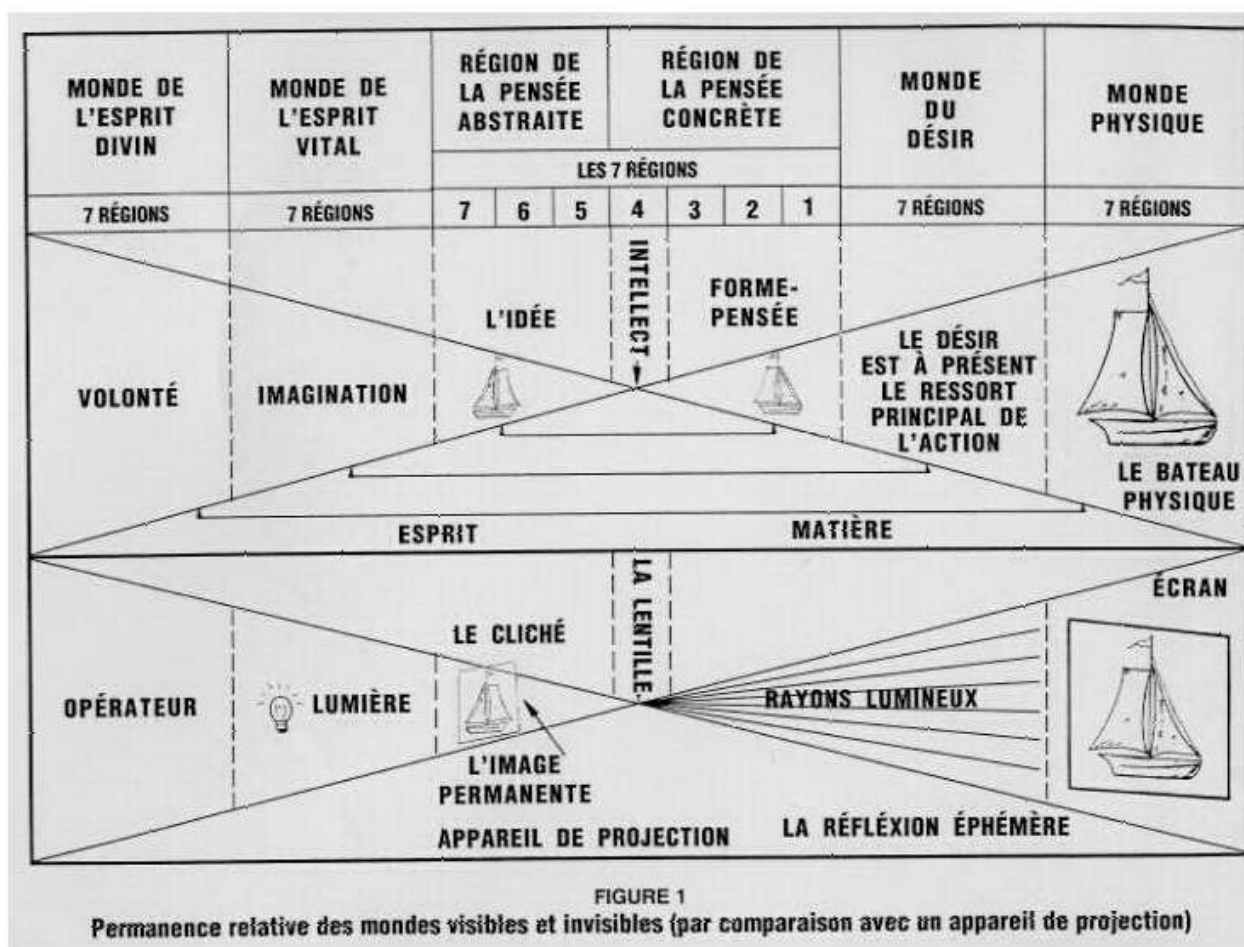 MONDE DE
L'ESPRIT
DIVIN
MONDE DE
L'ESPRIT
VITAL
RÉGION DE
LA PENSÉE
ABSTRAITE
RÉGION DE
LA PENSÉE
CONCRÈTE
MONDE
DU
DÉSIR
MONDE
PHYSIQUE
LES 7 RÉGIONS
7 RÉGIONS
7 RÉGIONS
7
6
5
4
3
2
1
7 RÉGIONS
7 RÉGIONS
VOLONTÉ
IMAGINATION
L'IDÉE
INTELLECT
FORME-
PENSÉE
LE DÉSIR
EST À PRÉSENT
LE RESSORT
PRINCIPAL DE
L'ACTION
LE BATEAU
PHYSIQUE
ESPRIT
MATIÈRE
OPÉRATEUR
LUMIÈRE
LE CLICHÉ
L'IMAGE
PERMANENTE
APPAREIL DE PROJECTION
LA LENTILLE
RAYONS LUMINEUX
LA RÉFLÉXION ÉPHÉMÈRE
ÉCRAN
FIGURE 1
Permanence relative des mondes visibles et invisibles (par comparaison avec un appareil de projection)